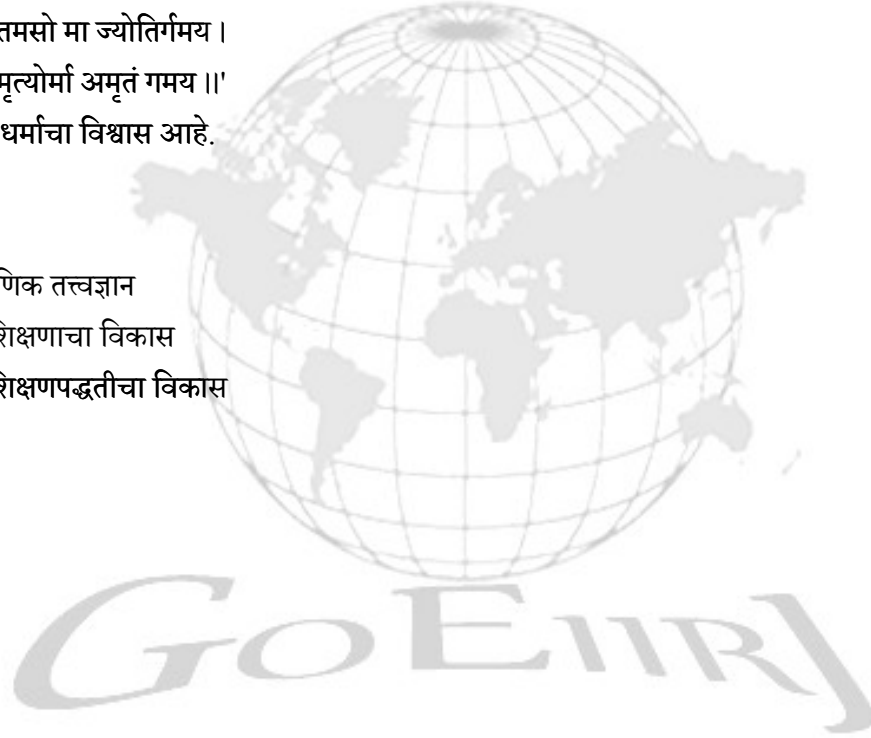 तमसो मा ज्योतिर्गमय ।
मृत्योर्मा अमृतं गमय ॥'
धर्माचा विश्वास आहे.
णिक तत्त्वज्ञान
शिक्षणाचा विकास
शिक्षणपद्धतीचा विकास
GOEIIRJ